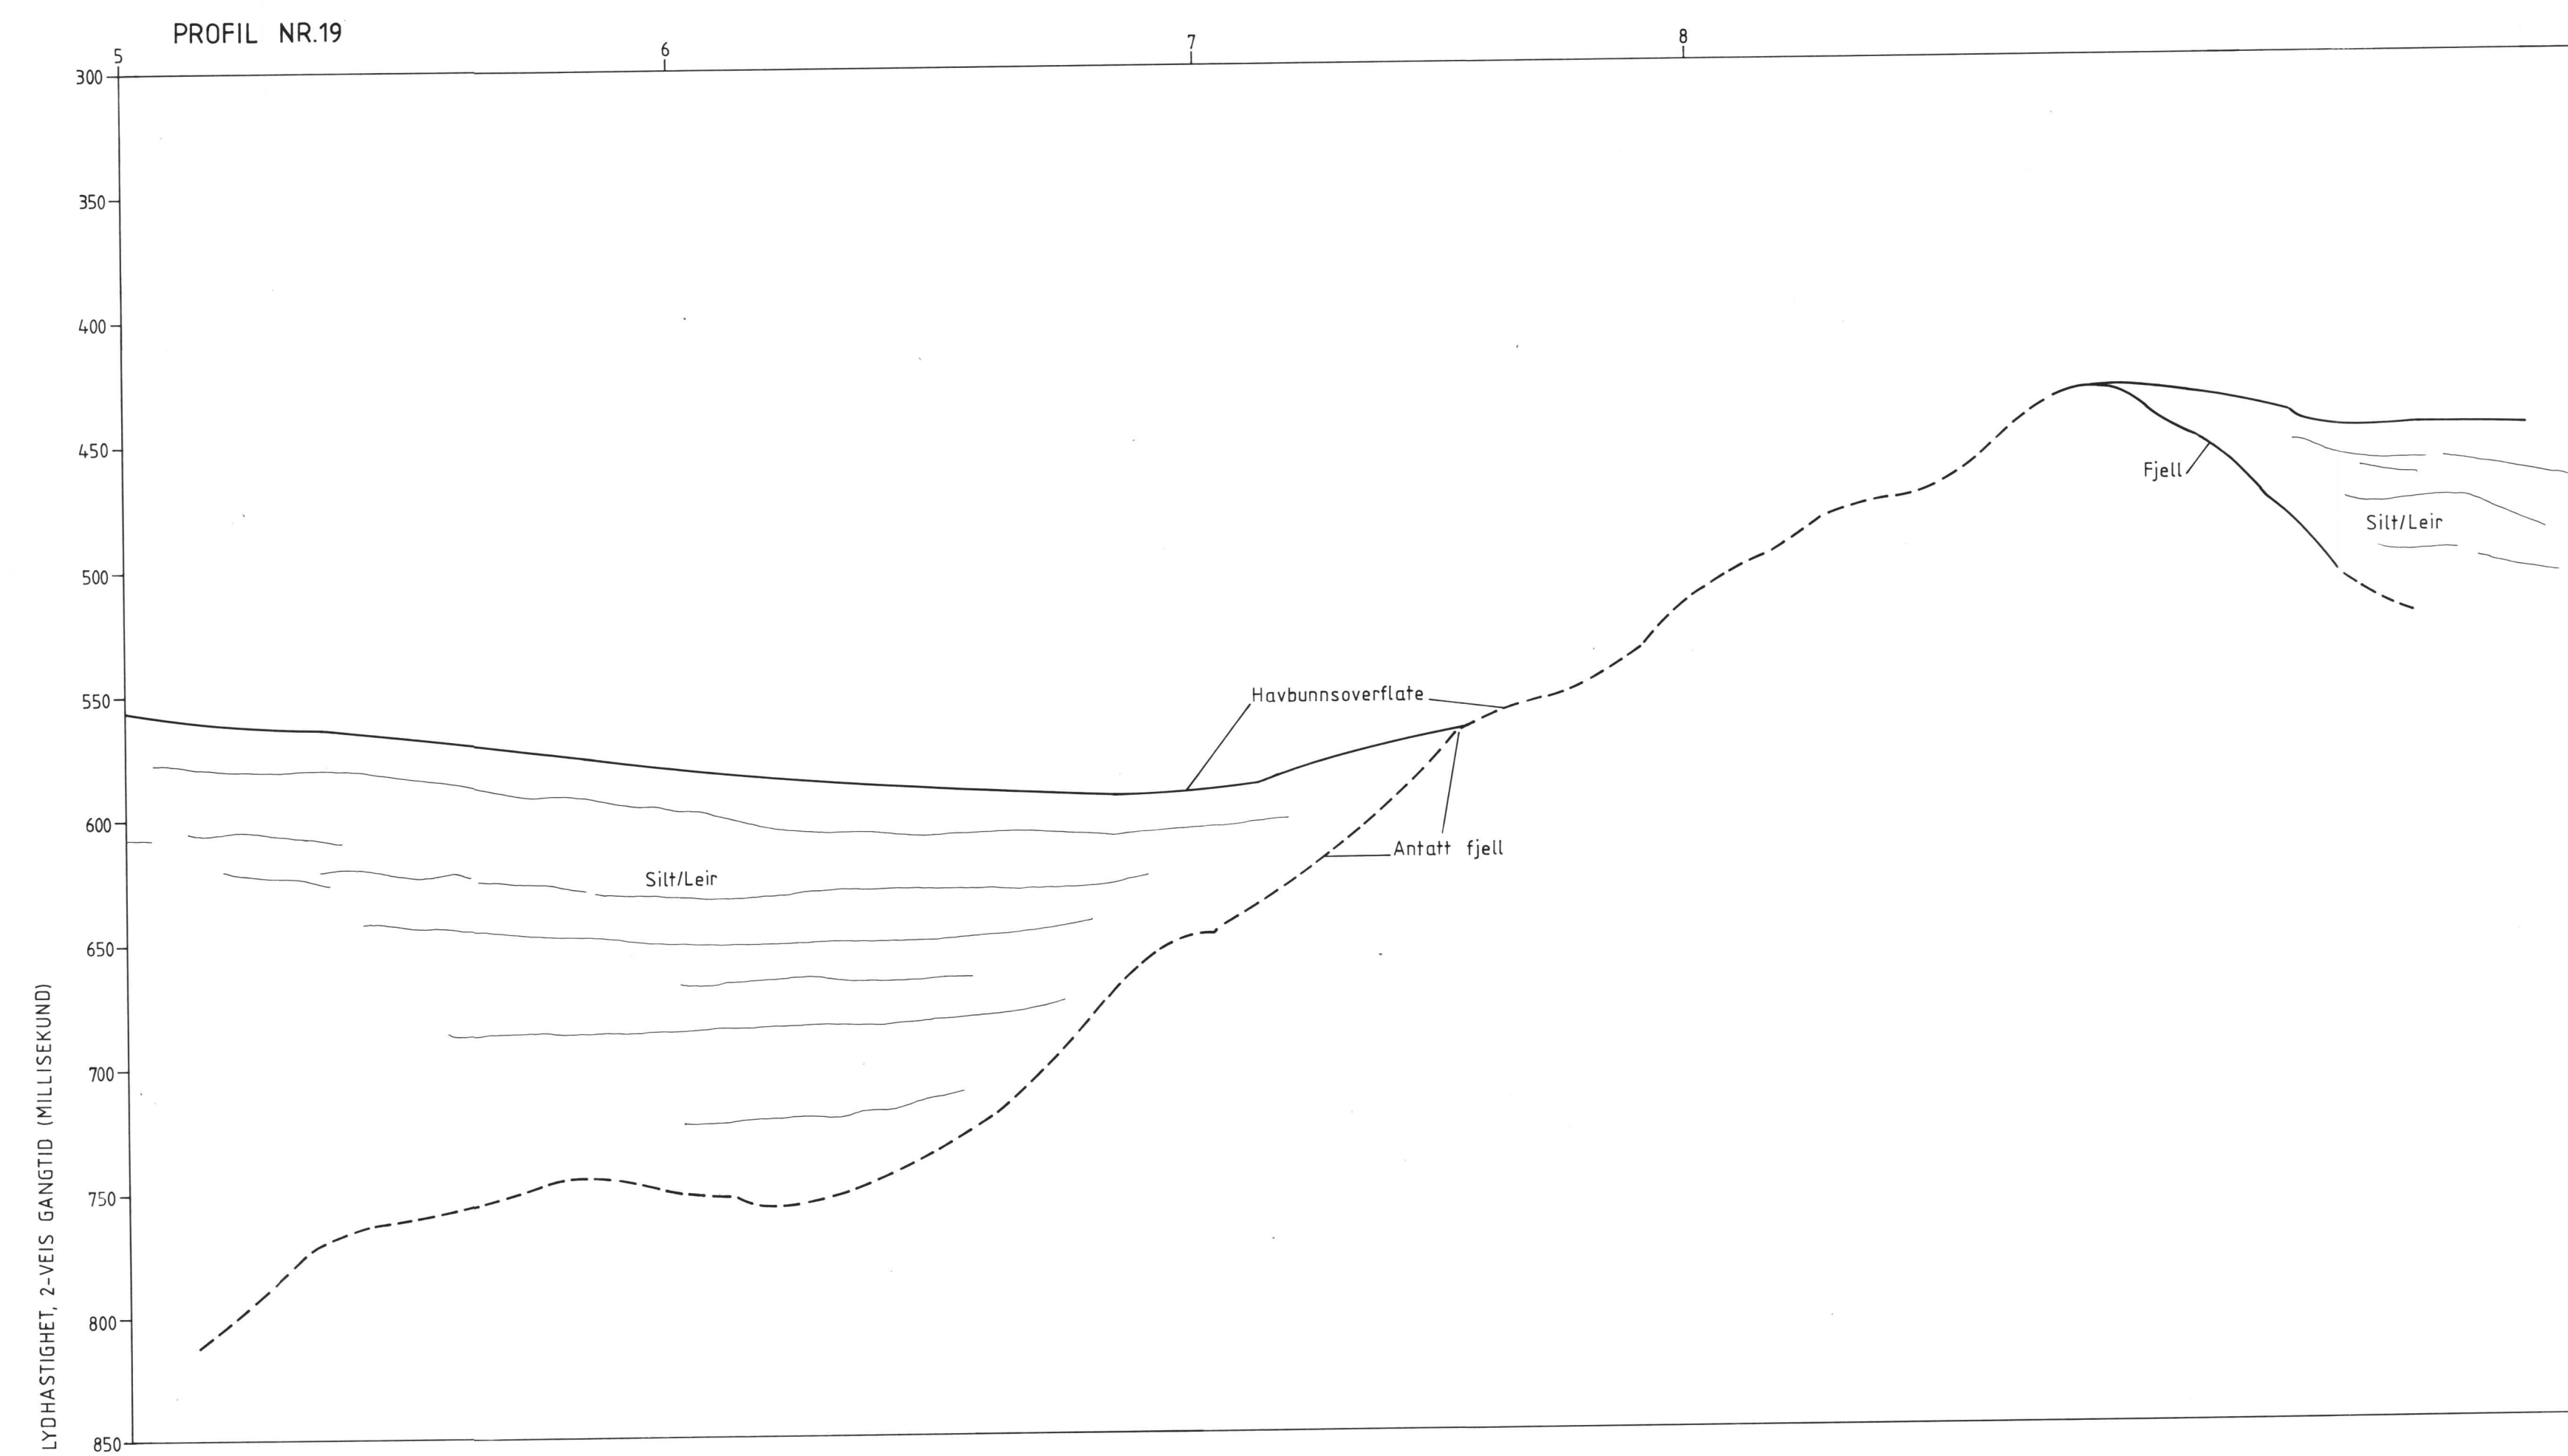 PROFIL NR.19
5 6 7 8
300
350
400
450
500
550
600
650
700
750
800
850
LYDHASTIGHET, 2-VEIS GANGTID (MILLISEKUND)
Fjell
Silt/Leir
Havbunnsoverflate
Antatt fjell
Silt/Leir